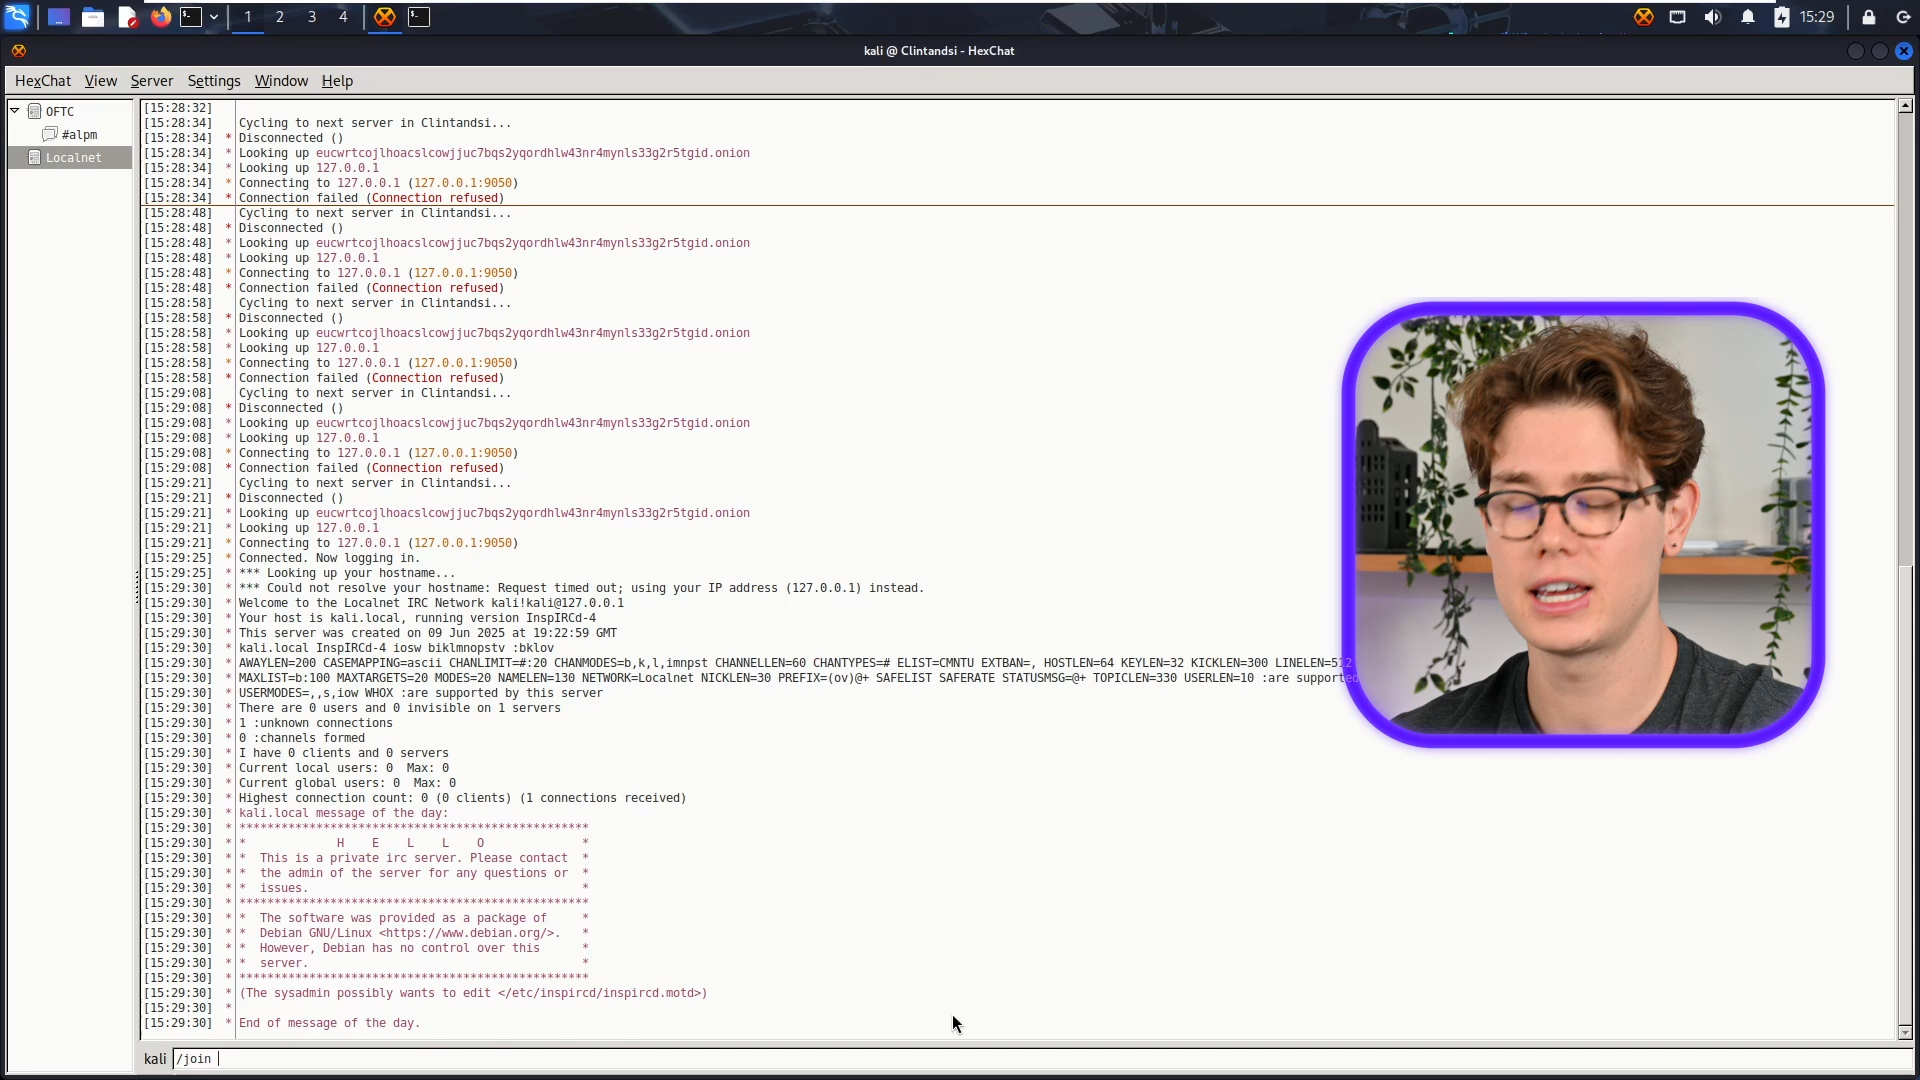 1 2 3 4
15:29
kali @ Clintandsi - HexChat
HexChat View Server Settings Window Help
OFTC
#alpm
Localnet
[15:28:32]
[15:28:34] Cycling to next server in Clintandsi...
[15:28:34] * Disconnected ()
[15:28:34] * Looking up eucwrtcojlhoacslcowjjuc7bqs2yqordhlw43nr4mynls33g2r5tgid.onion
[15:28:34] * Looking up 127.0.0.1
[15:28:34] * Connecting to 127.0.0.1 (127.0.0.1:9050)
[15:28:34] * Connection failed (Connection refused)
[15:28:48] Cycling to next server in Clintandsi...
[15:28:48] * Disconnected ()
[15:28:48] * Looking up eucwrtcojlhoacslcowjjuc7bqs2yqordhlw43nr4mynls33g2r5tgid.onion
[15:28:48] * Looking up 127.0.0.1
[15:28:48] * Connecting to 127.0.0.1 (127.0.0.1:9050)
[15:28:48] * Connection failed (Connection refused)
[15:28:58] Cycling to next server in Clintandsi...
[15:28:58] * Disconnected ()
[15:28:58] * Looking up eucwrtcojlhoacslcowjjuc7bqs2yqordhlw43nr4mynls33g2r5tgid.onion
[15:28:58] * Looking up 127.0.0.1
[15:28:58] * Connecting to 127.0.0.1 (127.0.0.1:9050)
[15:28:58] * Connection failed (Connection refused)
[15:29:08] Cycling to next server in Clintandsi...
[15:29:08] * Disconnected ()
[15:29:08] * Looking up eucwrtcojlhoacslcowjjuc7bqs2yqordhlw43nr4mynls33g2r5tgid.onion
[15:29:08] * Looking up 127.0.0.1
[15:29:08] * Connecting to 127.0.0.1 (127.0.0.1:9050)
[15:29:08] * Connection failed (Connection refused)
[15:29:21] Cycling to next server in Clintandsi...
[15:29:21] * Disconnected ()
[15:29:21] * Looking up eucwrtcojlhoacslcowjjuc7bqs2yqordhlw43nr4mynls33g2r5tgid.onion
[15:29:21] * Looking up 127.0.0.1
[15:29:21] * Connecting to 127.0.0.1 (127.0.0.1:9050)
[15:29:25] * Connected. Now logging in.
[15:29:25] * *** Looking up your hostname...
[15:29:30] * *** Could not resolve your hostname: Request timed out; using your IP address (127.0.0.1) instead.
[15:29:30] * Welcome to the Localnet IRC Network kali!kali@127.0.0.1
[15:29:30] * Your host is kali.local, running version InspIRCd-4
[15:29:30] * This server was created on 09 Jun 2025 at 19:22:59 GMT
[15:29:30] * kali.local InspIRCd-4 iosw biklmnopstv :bklov
[15:29:30] * AWAYLEN=200 CASEMAPPING=ascii CHANLIMIT=#:20 CHANMODES=b,k,l,imnpst CHANNELLEN=60 CHANTYPES=# ELIST=CMNTU EXTBAN=, HOSTLEN=64 KEYLEN=32 KICKLEN=300 LINELEN=512
[15:29:30] * MAXLIST=b:100 MAXTARGETS=20 MODES=20 NAMELEN=130 NETWORK=Localnet NICKLEN=30 PREFIX=(ov)@+ SAFELIST SAFERATE STATUSMSG=@+ TOPICLEN=330 USERLEN=10 :are supported
[15:29:30] * USERMODES=,,s,iow WHOX :are supported by this server
[15:29:30] * There are 0 users and 0 invisible on 1 servers
[15:29:30] * 1 :unknown connections
[15:29:30] * 0 :channels formed
[15:29:30] * I have 0 clients and 0 servers
[15:29:30] * Current local users: 0 Max: 0
[15:29:30] * Current global users: 0 Max: 0
[15:29:30] * Highest connection count: 0 (0 clients) (1 connections received)
[15:29:30] * kali.local message of the day:
[15:29:30] * **************************************************
[15:29:30] * * H E L L O *
[15:29:30] * * This is a private irc server. Please contact *
[15:29:30] * * the admin of the server for any questions or *
[15:29:30] * * issues. *
[15:29:30] * **************************************************
[15:29:30] * * The software was provided as a package of *
[15:29:30] * * Debian GNU/Linux <https://www.debian.org/>. *
[15:29:30] * * However, Debian has no control over this *
[15:29:30] * * server. *
[15:29:30] * **************************************************
[15:29:30] * (The sysadmin possibly wants to edit </etc/inspircd/inspircd.motd>)
[15:29:30] *
[15:29:30] * End of message of the day.
kali /join